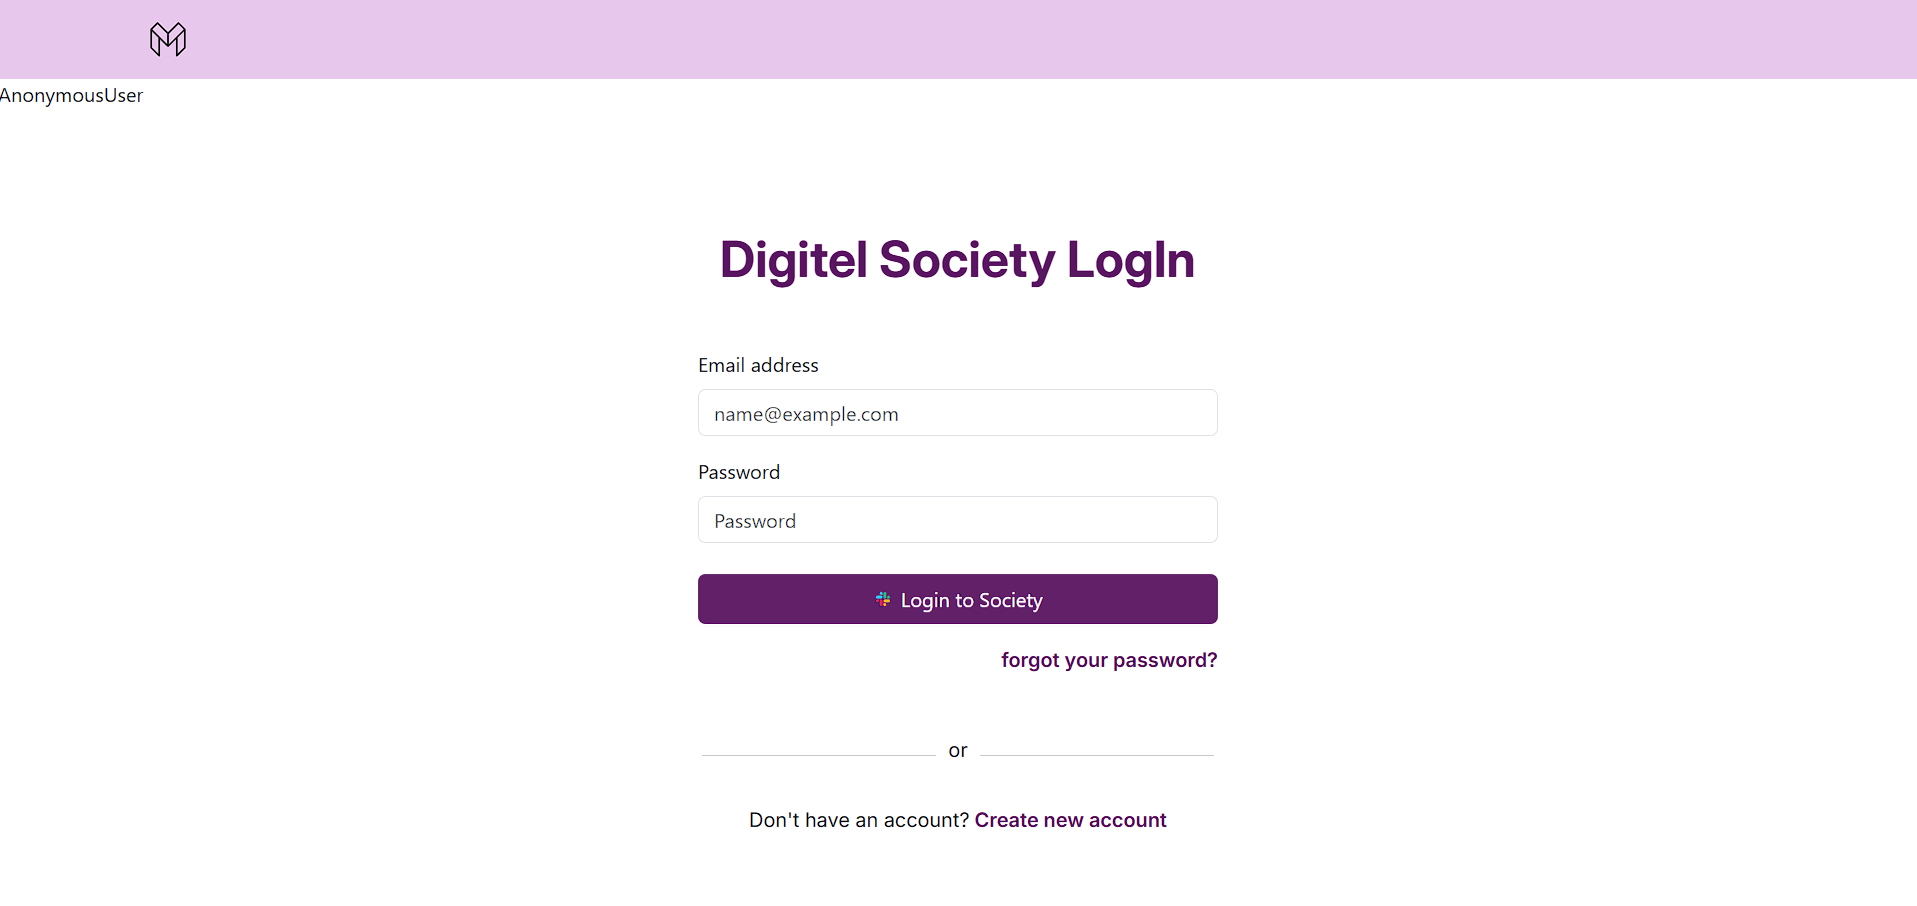 AnonymousUser
Digitel Society LogIn
Email address
name@example.com
Password
Password
Login to Society
forgot your password?
or
Don't have an account? Create new account